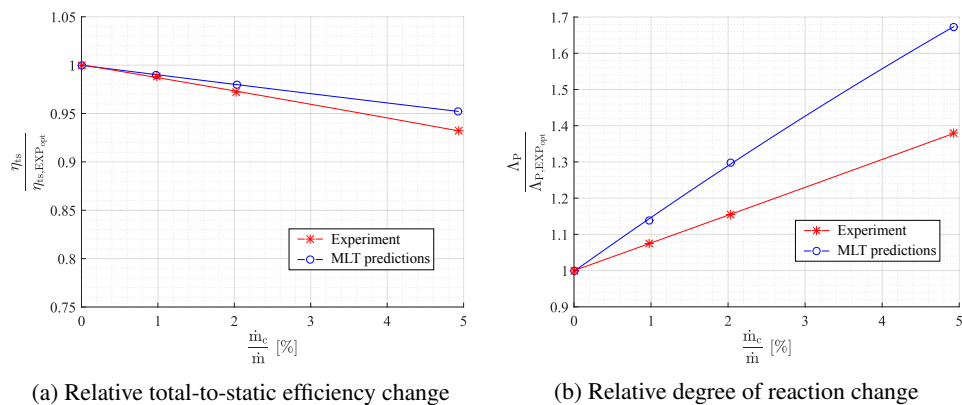 1.05
1
0.95
0.9
0.85
0.8
0.75
η_ts
η_ts,EXP_opt
Experiment
MLT predictions
0 1 2 3 4 5
ṁ_c
ṁ
[%]
(a) Relative total-to-static efficiency change
1.7
1.6
1.5
1.4
1.3
1.2
1.1
1
0.9
Λ_P
Λ_P,EXP_opt
Experiment
MLT predictions
0 1 2 3 4 5
ṁ_c
ṁ
[%]
(b) Relative degree of reaction change